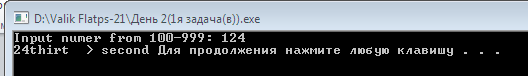 D:\Valik Flatps-21\День 2(1я задача(в)).exe
Input numer from 100-999: 124
24thirt  > second Для продолжения нажмите любую клавишу . . .